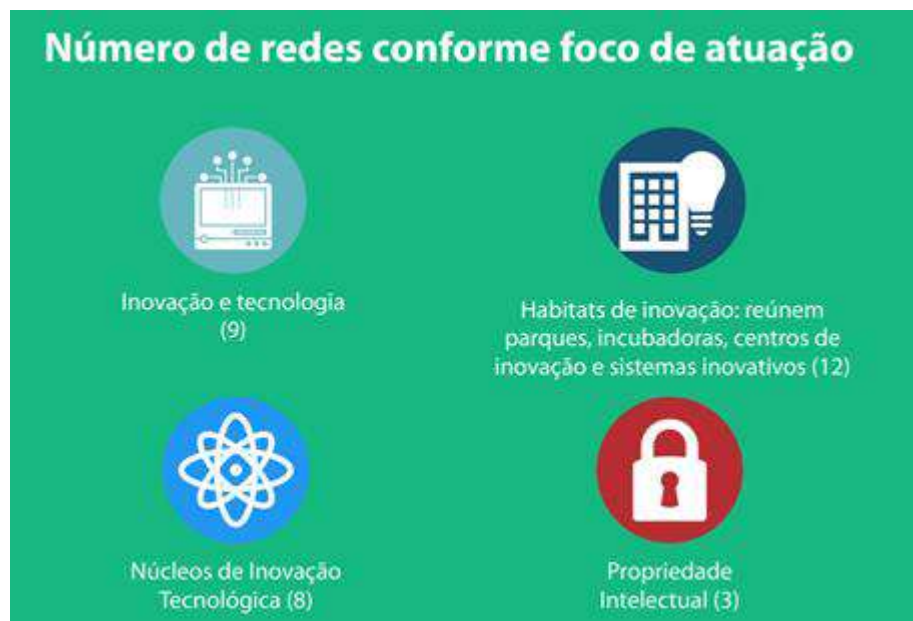 Número de redes conforme foco de atuação
Inovação e tecnologia
(9)
Habitats de inovação: reúnem
parques, incubadoras, centros de
inovação e sistemas inovativos (12)
Núcleos de Inovação
Tecnológica (8)
Propriedade
Intelectual (3)